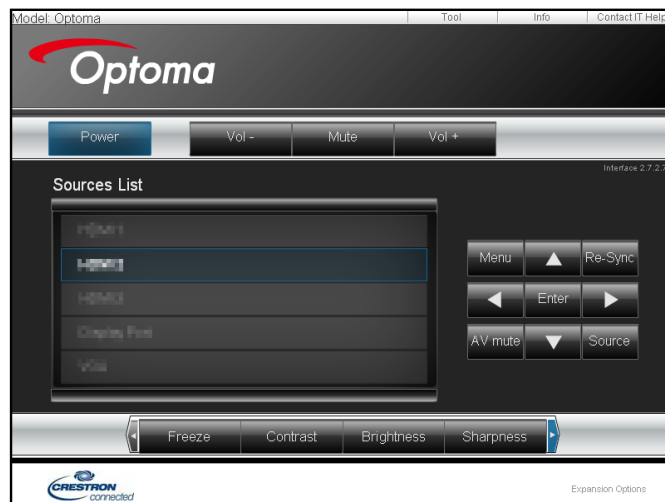 Model: Optoma
Tool Info Contact IT Help
Optoma
Power Vol - Mute Vol +
Interface 2.7.2.7
Sources List
Menu Re-Sync
Enter
AV mute Source
Freeze Contrast Brightness Sharpness
CRESTRON
connected
Expansion Options